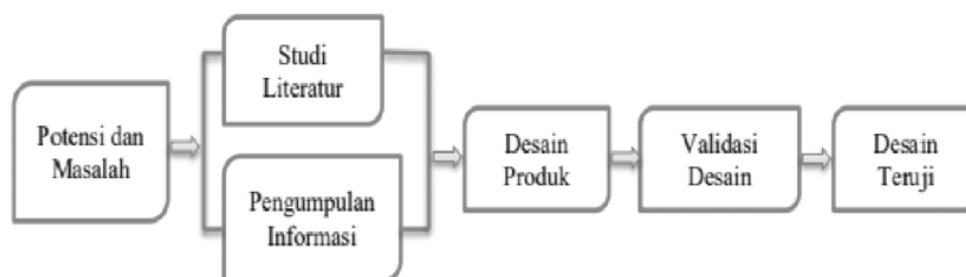 Potensi dan
Masalah
Studi
Literatur
Pengumpulan
Informasi
Desain
Produk
Validasi
Desain
Desain
Teruji